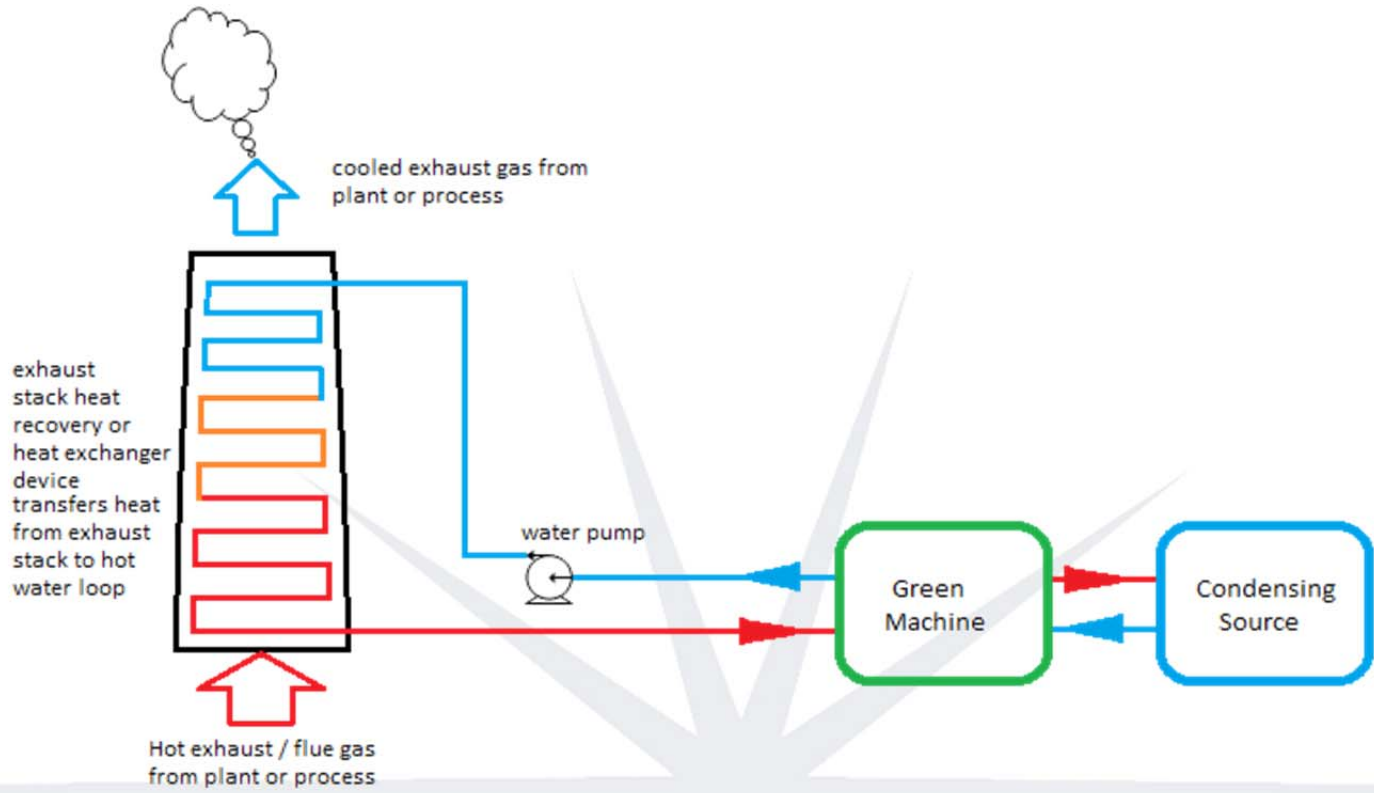 cooled exhaust gas from
plant or process
exhaust
stack heat
recovery or
heat exchanger
device
transfers heat
from exhaust
stack to hot
water loop
water pump
Green
Machine
Condensing
Source
Hot exhaust / flue gas
from plant or process